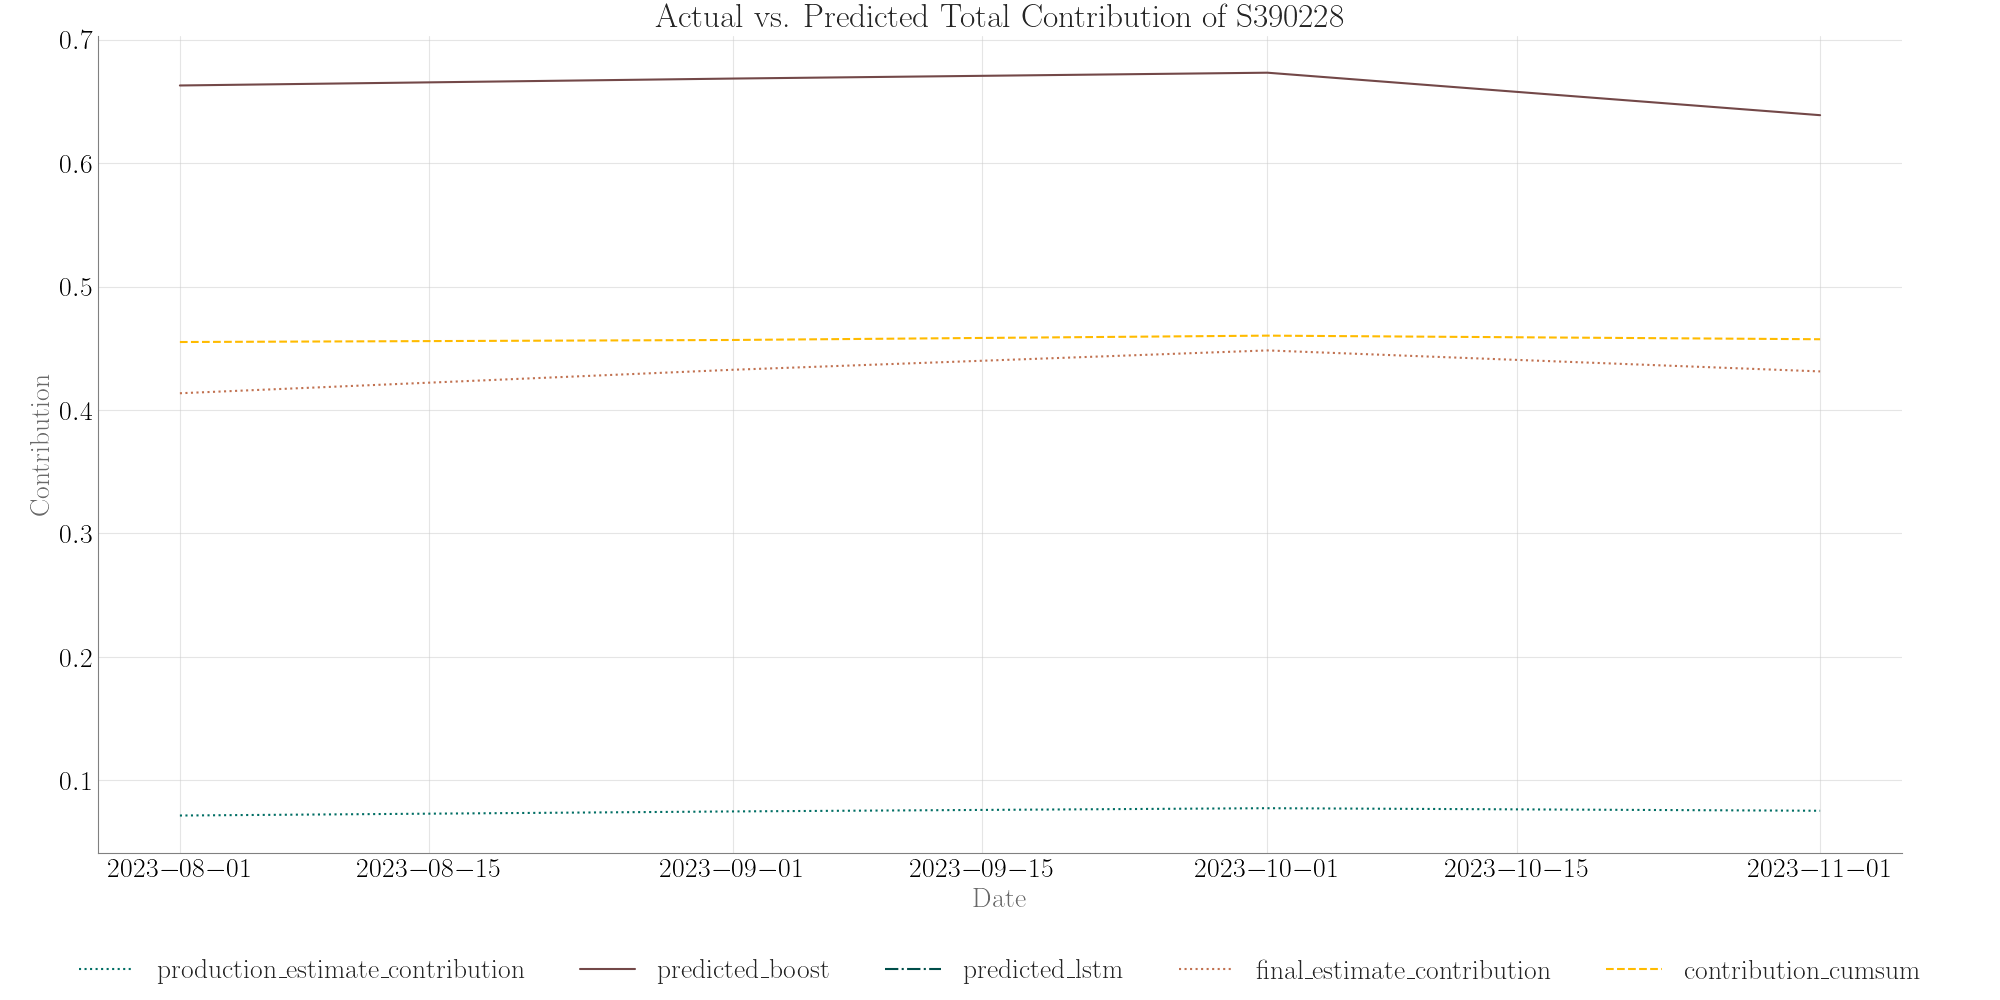 Actual vs. Predicted Total Contribution of S390228
0.7
0.6
0.5
0.4
0.3
0.2
0.1
Contribution
2023−08−01 2023−08−15 2023−09−01 2023−09−15 2023−10−01 2023−10−15 2023−11−01
Date
production_estimate_contribution predicted_boost predicted_lstm final_estimate_contribution contribution_cumsum